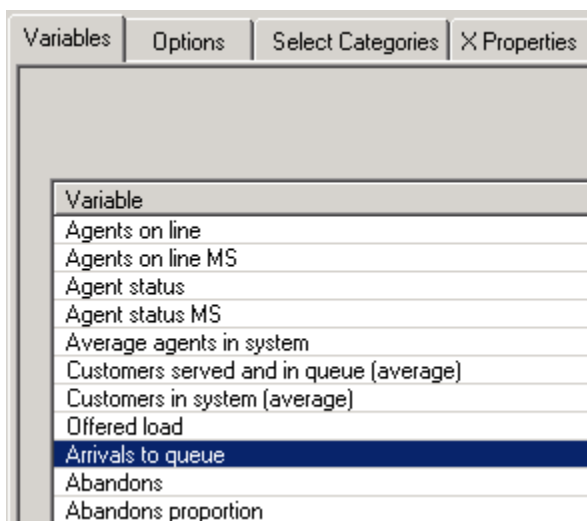 Variables Options Select Categories X Properties
Variable
Agents on line
Agents on line MS
Agent status
Agent status MS
Average agents in system
Customers served and in queue (average)
Customers in system (average)
Offered load
Arrivals to queue
Abandons
Abandons proportion